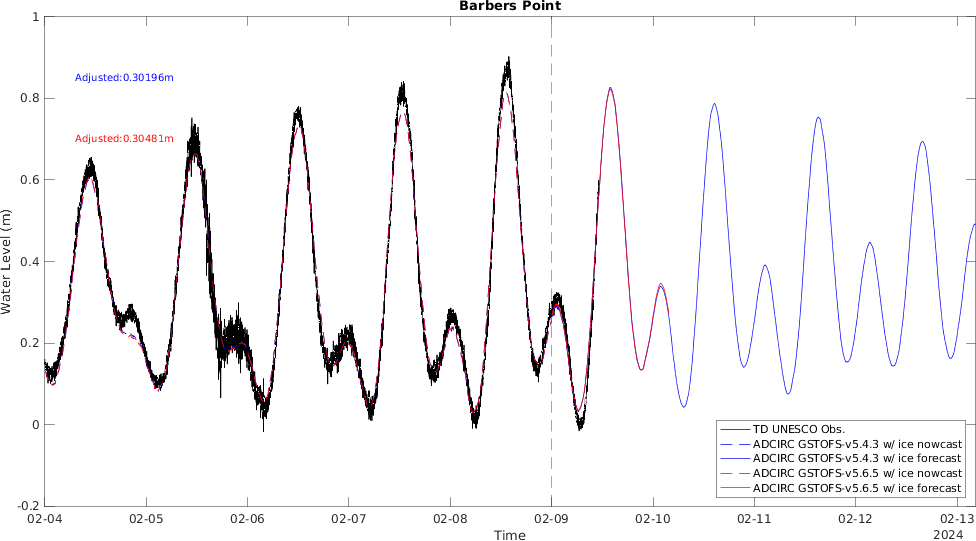 Barbers Point
1
0.8
0.6
0.4
0.2
0
-0.2
Water Level (m)
Adjusted:0.30196m
Adjusted:0.30481m
TD UNESCO Obs.
ADCIRC GSTOFS-v5.4.3 w/ ice nowcast
ADCIRC GSTOFS-v5.4.3 w/ ice forecast
ADCIRC GSTOFS-v5.6.5 w/ ice nowcast
ADCIRC GSTOFS-v5.6.5 w/ ice forecast
02-04 02-05 02-06 02-07 02-08 02-09 02-10 02-11 02-12 02-13
Time
2024